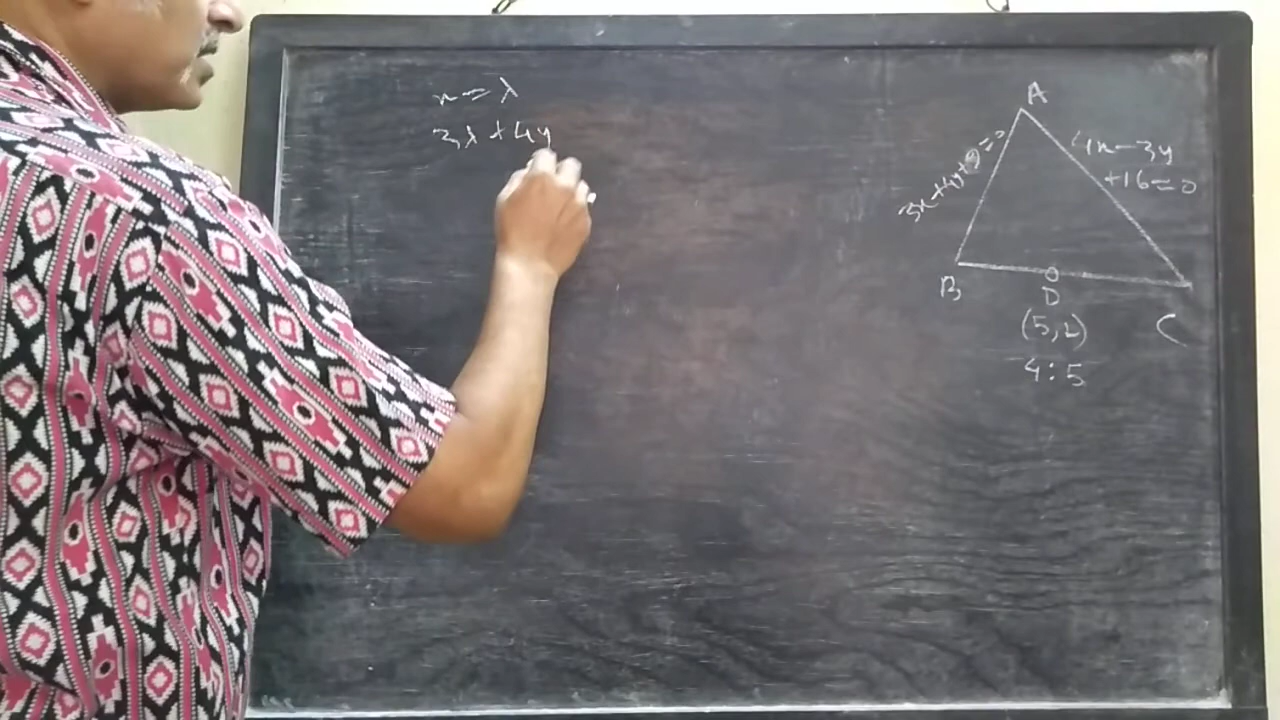 x = λ
3λ + 4y
A
3x+4y+9=0
4x-3y
+16=0
B
D
C
(5,2)
4:5